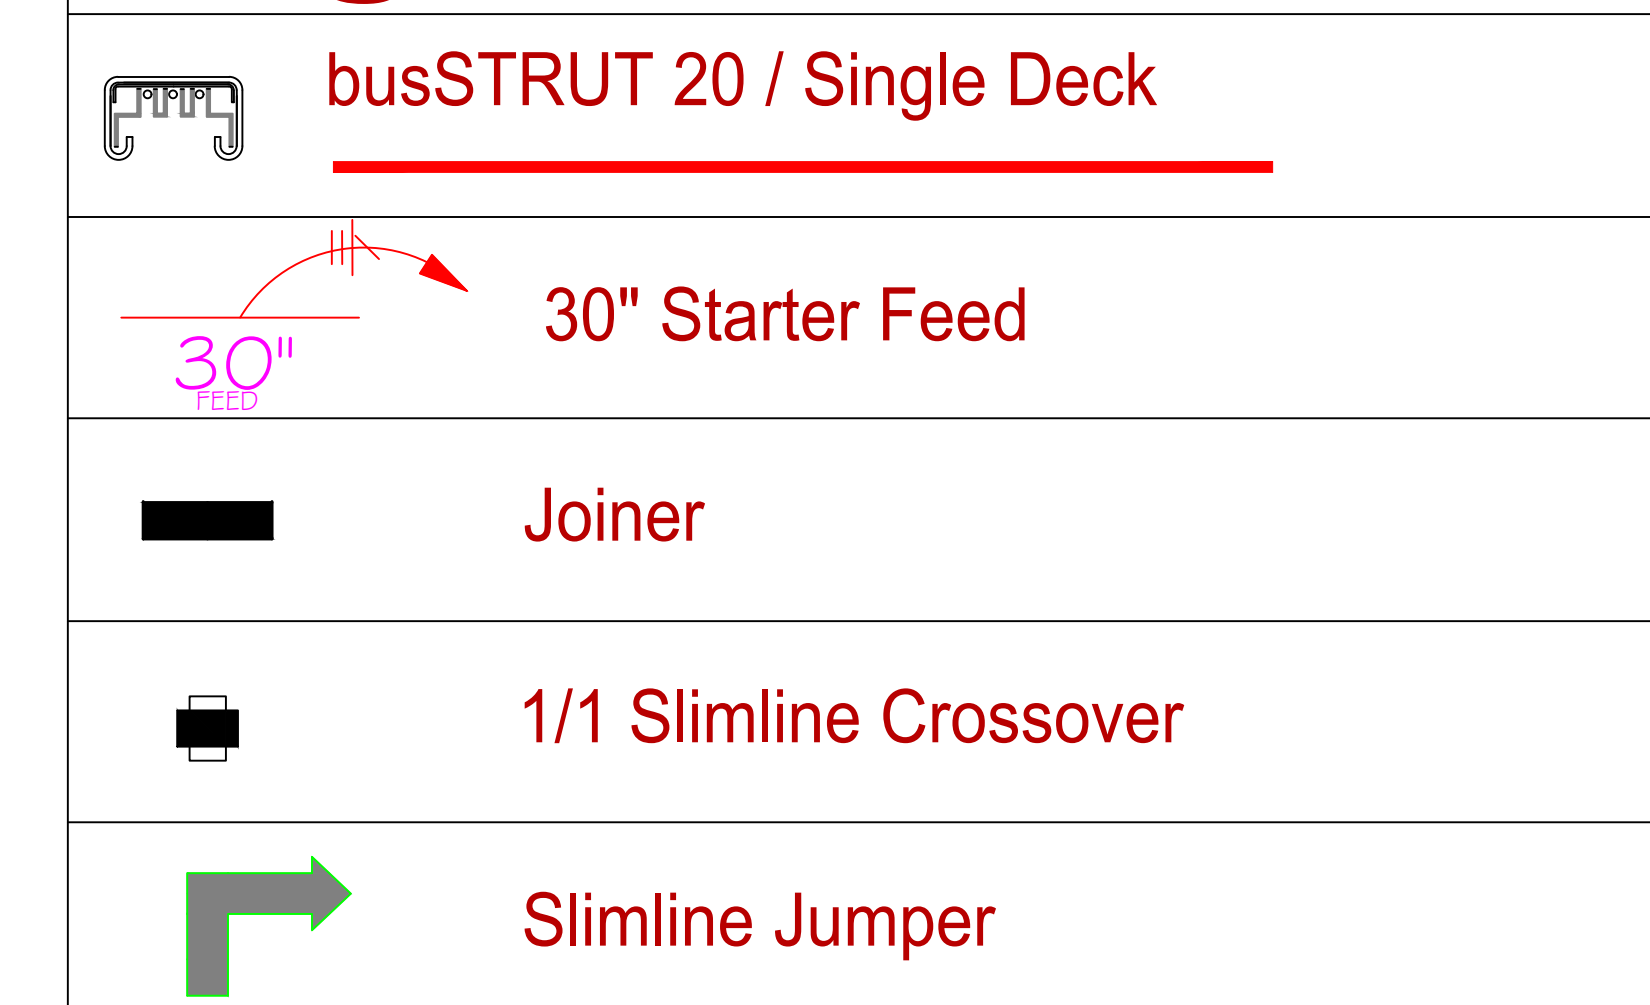 busSTRUT 20 / Single Deck
30" Starter Feed
30"
FEED
Joiner
1/1 Slimline Crossover
Slimline Jumper